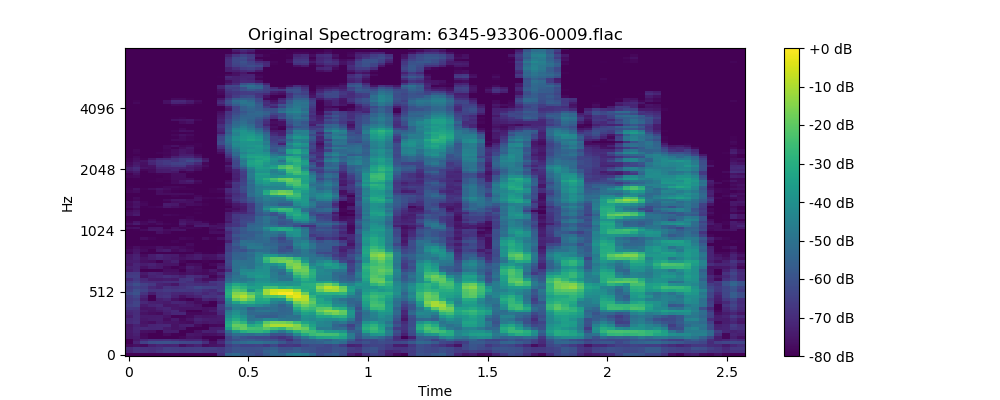 Original Spectrogram: 6345-93306-0009.flac
Hz
4096
2048
1024
512
0
0 0.5 1 1.5 2 2.5
Time
+0 dB
-10 dB
-20 dB
-30 dB
-40 dB
-50 dB
-60 dB
-70 dB
-80 dB